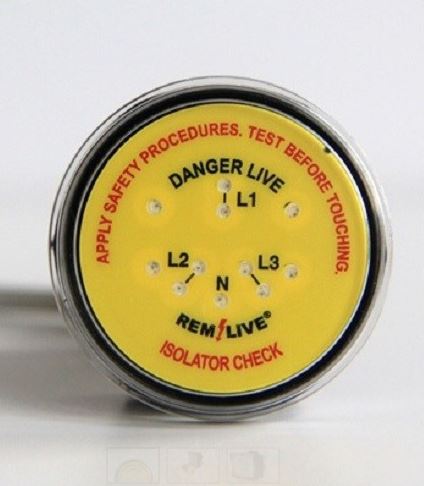 APPLY SAFETY PROCEDURES. TEST BEFORE TOUCHING.
DANGER LIVE
L1
L2
L3
N
REM LIVE®
ISOLATOR CHECK